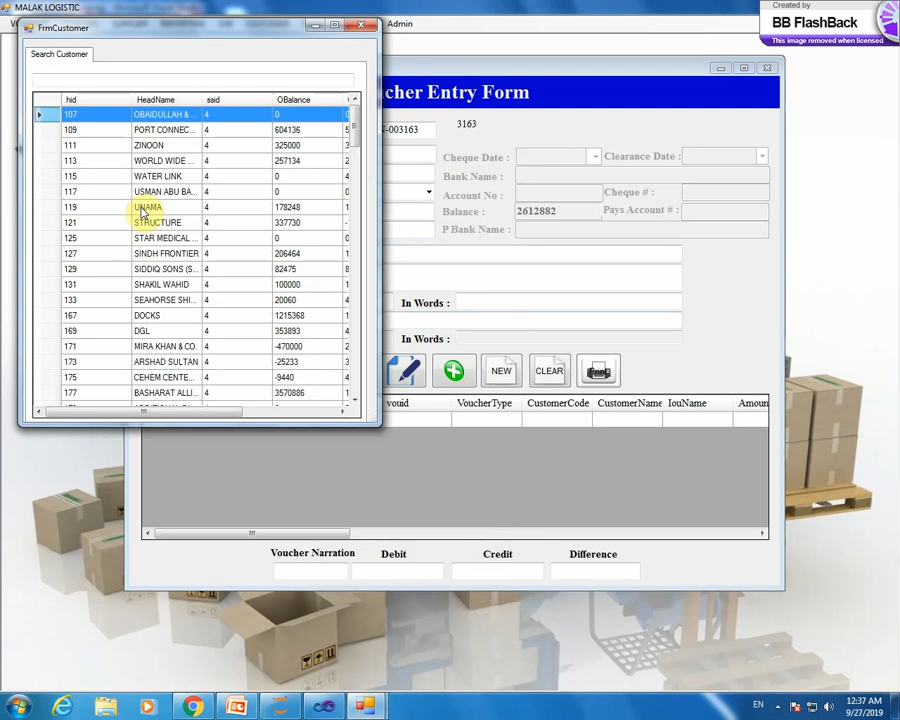 MALAK LOGISTIC
Admin
Created by
BB FlashBack
This image removed when licensed
FrmCustomer
Search Customer
hid HeadName ssid OBalance
107 OBAIDULLAH & ... 4 0
109 PORT CONNEC... 4 604136
111 ZINOON 4 325000
113 WORLD WIDE ... 4 257134
115 WATER LINK 4 0
117 USMAN ABU BA... 4 0
119 UNAMA 4 178248
121 STRUCTURE 4 337730
125 STAR MEDICAL ... 4 0
127 SINDH FRONTIER 4 206464
129 SIDDIQ SONS (S... 4 82475
131 SHAKIL WAHID 4 100000
133 SEAHORSE SHI... 4 20060
167 DOCKS 4 1215368
169 DGL 4 353893
171 MIRA KHAN & CO. 4 -470000
173 ARSHAD SULTAN 4 -25233
175 CEHEM CENTE... 4 -9440
177 BASHARAT ALLI... 4 3570886
cher Entry Form
N-003163 3163
Cheque Date : Clearance Date :
Bank Name :
Account No : Cheque # :
Balance : 2612882 Pays Account # :
P Bank Name :
In Words :
In Words :
NEW CLEAR Print
vouid VoucherType CustomerCode CustomerName IouName Amoun
Voucher Narration Debit Credit Difference
EN 12:37 AM
9/27/2019